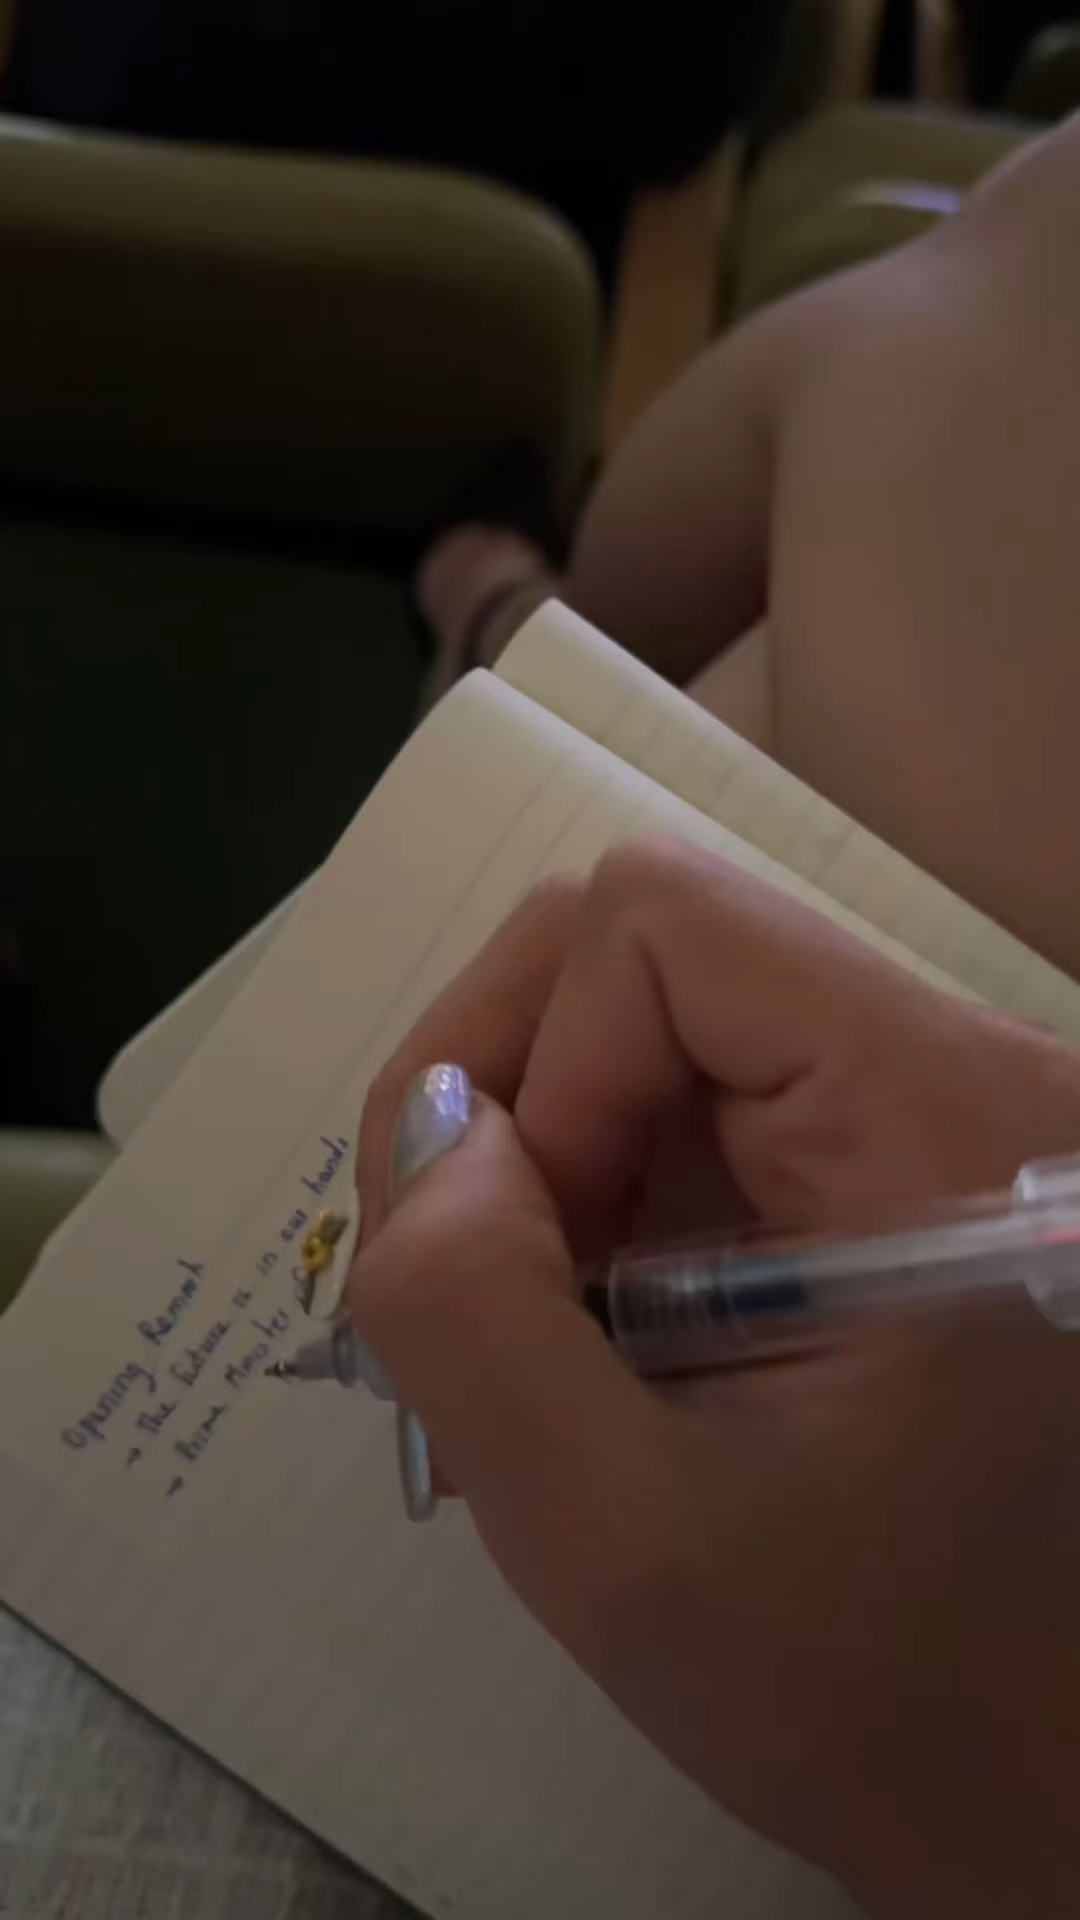 Opening Remark
→ The future is in our hands
→ Prime Minister